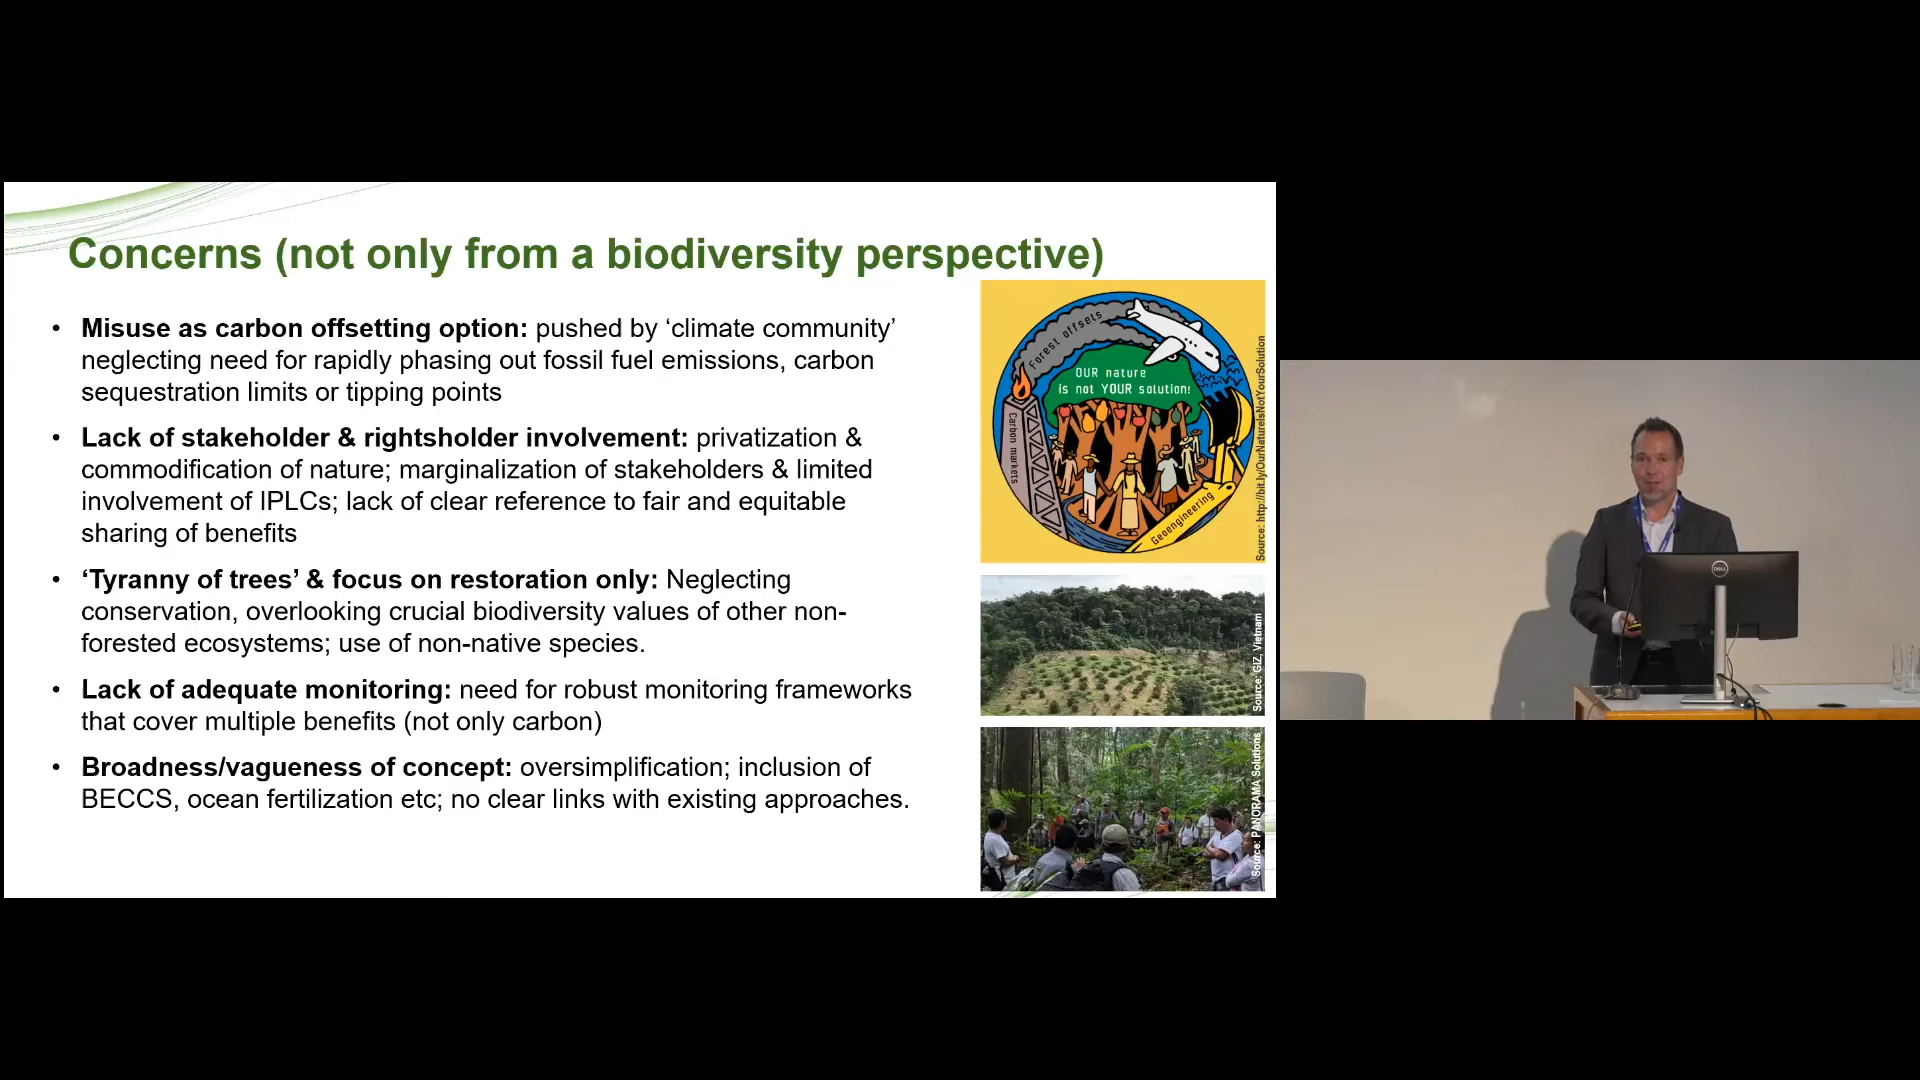 Concerns (not only from a biodiversity perspective)
• Misuse as carbon offsetting option: pushed by ‘climate community’
neglecting need for rapidly phasing out fossil fuel emissions, carbon
sequestration limits or tipping points
• Lack of stakeholder & rightsholder involvement: privatization &
commodification of nature; marginalization of stakeholders & limited
involvement of IPLCs; lack of clear reference to fair and equitable
sharing of benefits
• ‘Tyranny of trees’ & focus on restoration only: Neglecting
conservation, overlooking crucial biodiversity values of other non-
forested ecosystems; use of non-native species.
• Lack of adequate monitoring: need for robust monitoring frameworks
that cover multiple benefits (not only carbon)
• Broadness/vagueness of concept: oversimplification; inclusion of
BECCS, ocean fertilization etc; no clear links with existing approaches.
Forest offsets
OUR nature
is not YOUR solution!
Carbon markets
Geoengineering
Source: http://bit.ly/OurNatureIsNotYourSolution
Source: GIZ, Vietnam
Source: PANORAMA Solutions
DELL